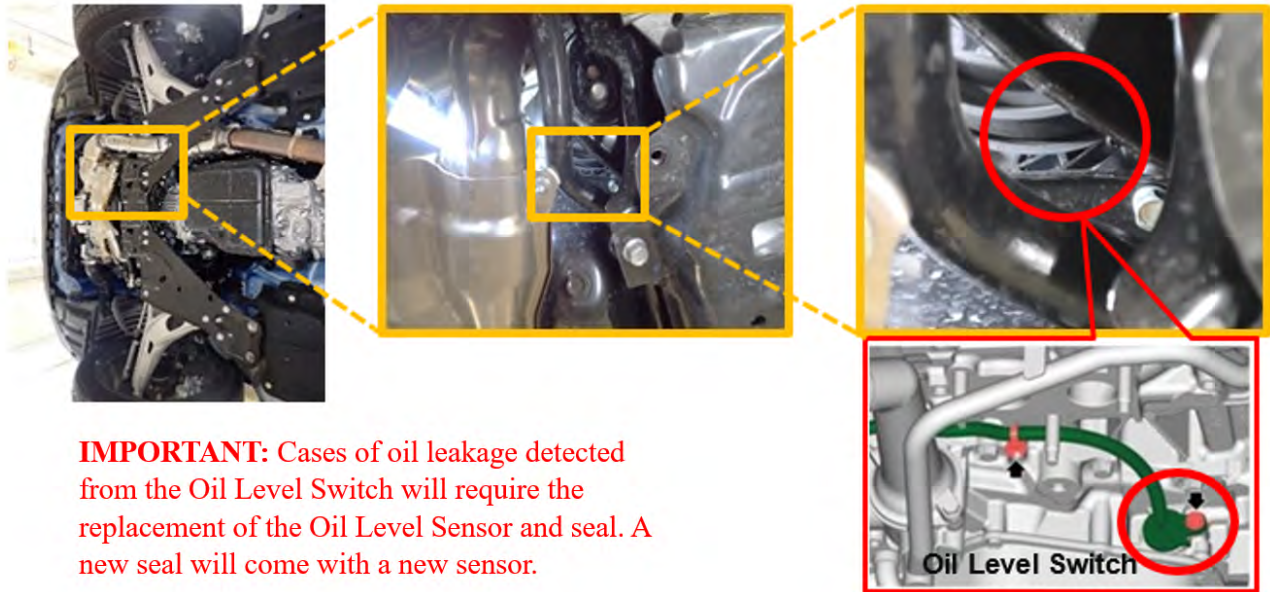 IMPORTANT: Cases of oil leakage detected
from the Oil Level Switch will require the
replacement of the Oil Level Sensor and seal. A
new seal will come with a new sensor.
Oil Level Switch